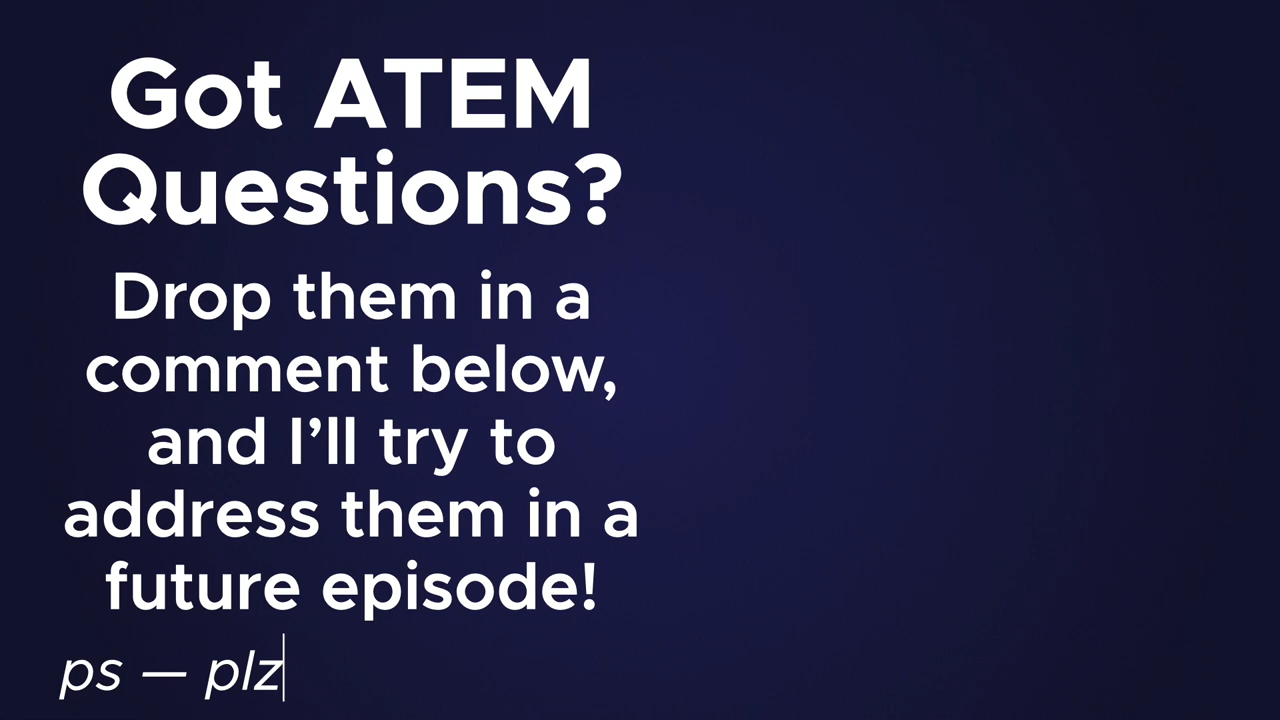 Got ATEM
Questions?
Drop them in a
comment below,
and I’ll try to
address them in a
future episode!
ps — plz